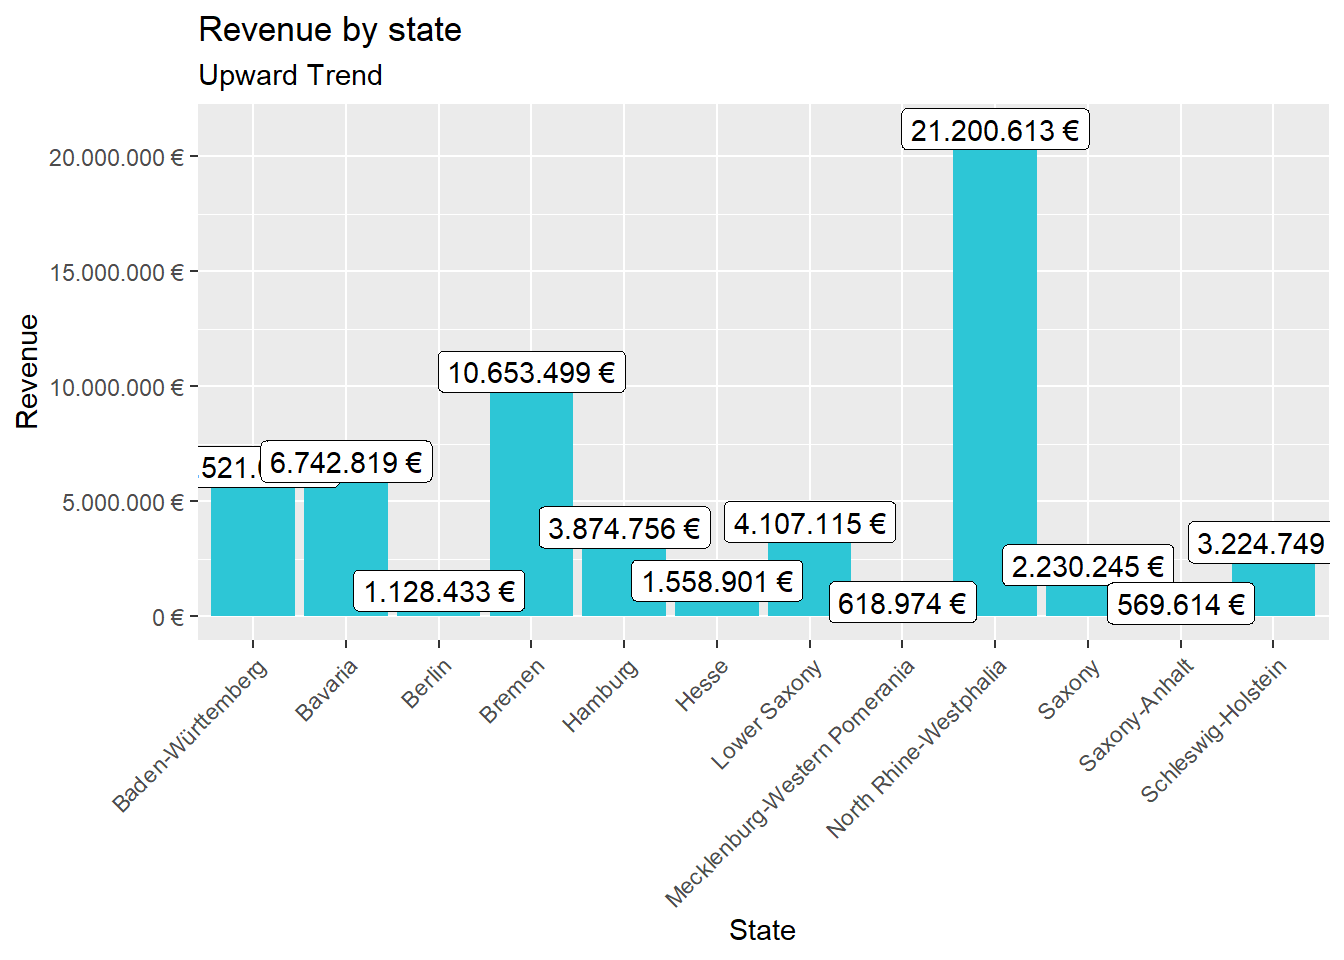 Revenue by state
Upward Trend
Revenue
20.000.000 €
15.000.000 €
10.000.000 €
5.000.000 €
0 €
6.742.819 €
1.128.433 €
10.653.499 €
3.874.756 €
1.558.901 €
4.107.115 €
618.974 €
21.200.613 €
2.230.245 €
569.614 €
3.224.749
Baden-Württemberg
Bavaria
Berlin
Bremen
Hamburg
Hesse
Lower Saxony
Mecklenburg-Western Pomerania
North Rhine-Westphalia
Saxony
Saxony-Anhalt
Schleswig-Holstein
State